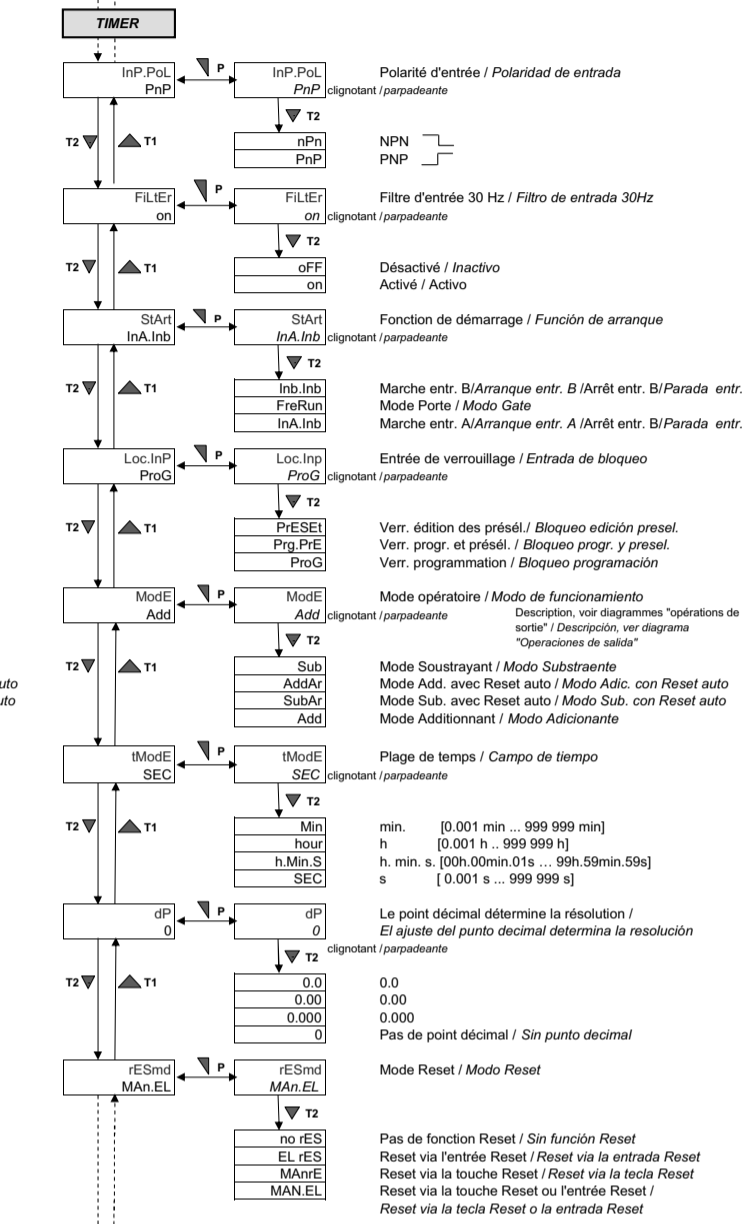 TIMER
InP.PoL P InP.PoL Polarité d'entrée / Polaridad de entrada
PnP PnP clignotant / parpadeante
T2
T2 T1 nPn NPN
PnP PNP
FiLtEr P FiLtEr Filtre d'entrée 30 Hz / Filtro de entrada 30Hz
on on clignotant / parpadeante
T2
T2 T1 oFF Désactivé / Inactivo
on Activé / Activo
StArt P StArt Fonction de démarrage / Función de arranque
InA.Inb InA.Inb clignotant / parpadeante
T2
T2 T1 Inb.Inb Marche entr. B/Arranque entr. B /Arrêt entr. B/Parada entr.
FreRun Mode Porte / Modo Gate
InA.Inb Marche entr. A/Arranque entr. A /Arrêt entr. B/Parada entr.
Loc.InP P Loc.Inp Entrée de verrouillage / Entrada de bloqueo
ProG ProG clignotant / parpadeante
T2
T2 T1 PrESEt Verr. édition des présél./ Bloqueo edición presel.
Prg.PrE Verr. progr. et présél. / Bloqueo progr. y presel.
ProG Verr. programmation / Bloqueo programación
ModE P ModE Mode opératoire / Modo de funcionamiento
Add Add clignotant / parpadeante Description, voir diagrammes "opérations de
sortie" / Descripción, ver diagrama
T2 "Operaciones de salida"
T2 T1 Sub Mode Soustrayant / Modo Substraente
uto AddAr Mode Add. avec Reset auto / Modo Adic. con Reset auto
uto SubAr Mode Sub. avec Reset auto / Modo Sub. con Reset auto
Add Mode Additionnant / Modo Adicionante
tModE P tModE Plage de temps / Campo de tiempo
SEC SEC clignotant / parpadeante
T2
T2 T1 Min min. [0.001 min ... 999 999 min]
hour h [0.001 h .. 999 999 h]
h.Min.S h. min. s. [00h.00min.01s … 99h.59min.59s]
SEC s [ 0.001 s ... 999 999 s]
dP P dP Le point décimal détermine la résolution /
0 0 El ajuste del punto decimal determina la resolución
clignotant / parpadeante
T2
T2 T1 0.0 0.0
0.00 0.00
0.000 0.000
0 Pas de point décimal / Sin punto decimal
rESmd P rESmd Mode Reset / Modo Reset
MAn.EL MAn.EL
T2
no rES Pas de fonction Reset / Sin función Reset
EL rES Reset via l'entrée Reset / Reset via la entrada Reset
MAnrE Reset via la touche Reset / Reset via la tecla Reset
MAN.EL Reset via la touche Reset ou l'entrée Reset /
Reset via la tecla Reset o la entrada Reset